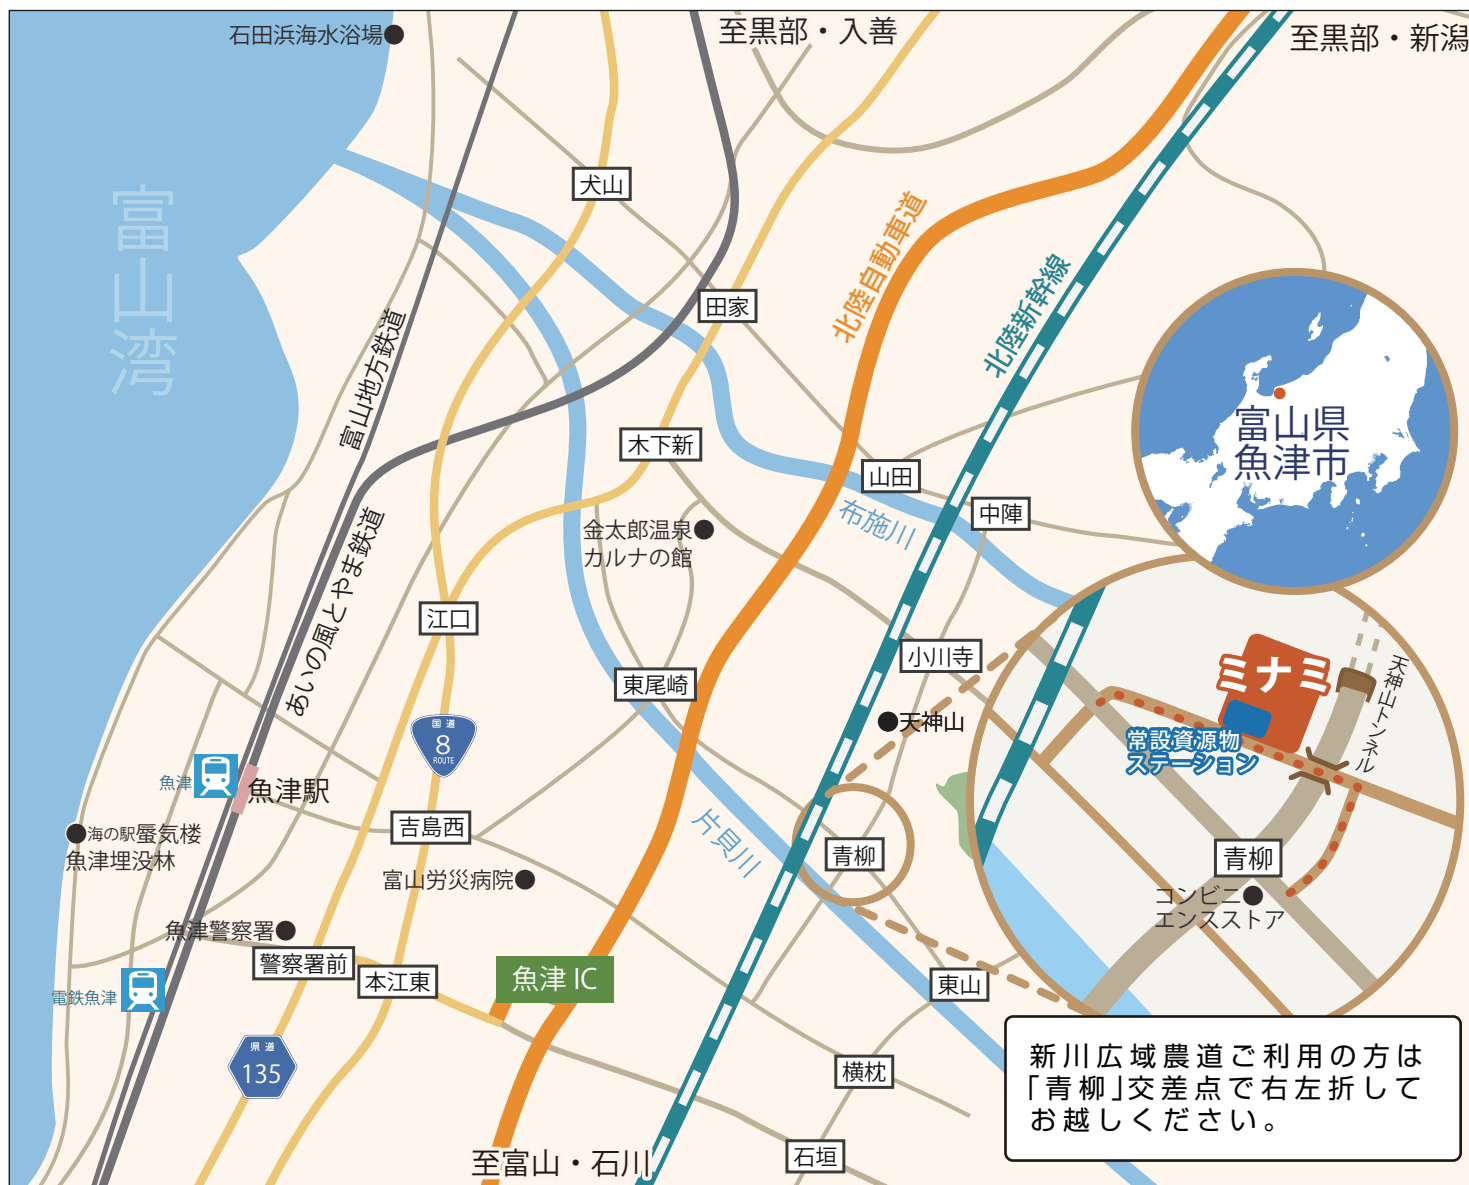 石田浜海水浴場
至黒部・入善
至黒部・新潟
富山湾
犬山
北陸自動車道
北陸新幹線
田家
富山地方鉄道
富山県
魚津市
木下新
山田
中陣
布施川
金太郎温泉
カルナの館
あいの風とやま鉄道
江口
小川寺
東尾崎
天神山
ミナミ
天神山トンネル
常設資源物
ステーション
国道
8
ROUTE
魚津
魚津駅
海の駅蜃気楼
魚津埋没林
吉島西
片貝川
青柳
青柳
富山労災病院
コンビニ
エンスストア
魚津警察署
警察署前
本江東
魚津 IC
東山
電鉄魚津
県道
135
横枕
新川広域農道ご利用の方は
「青柳」交差点で右左折して
お越しください。
石垣
至富山・石川